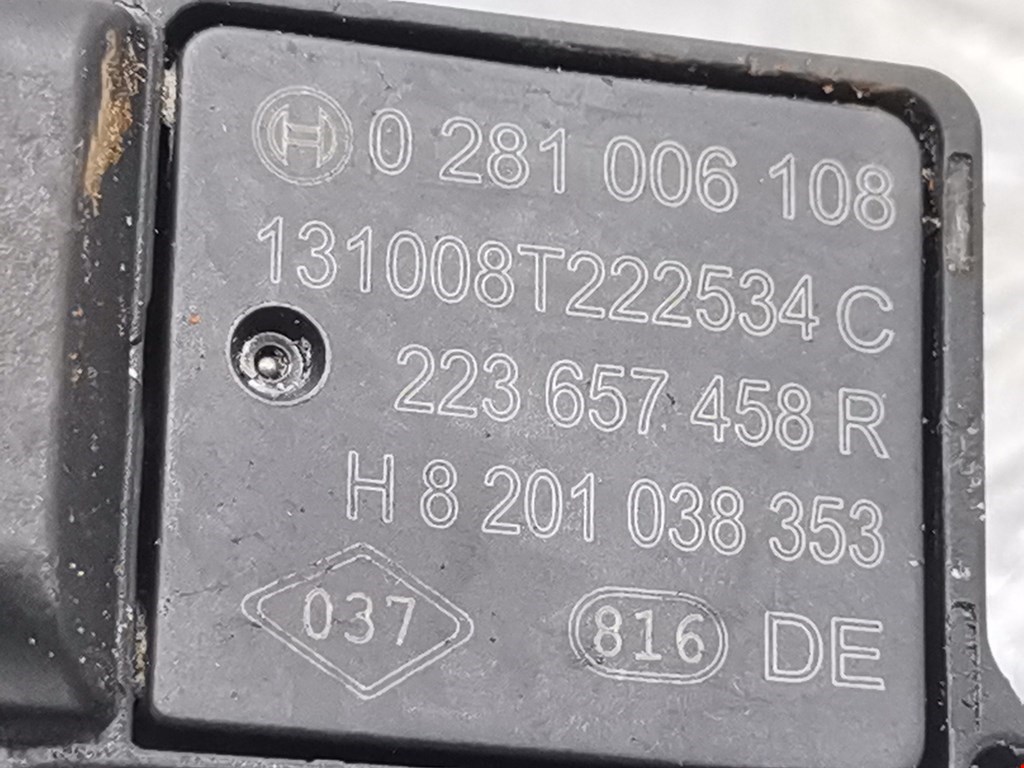 0 281 006 108
131008T222534 C
223 657 458 R
H 8 201 038 353
037 816 DE